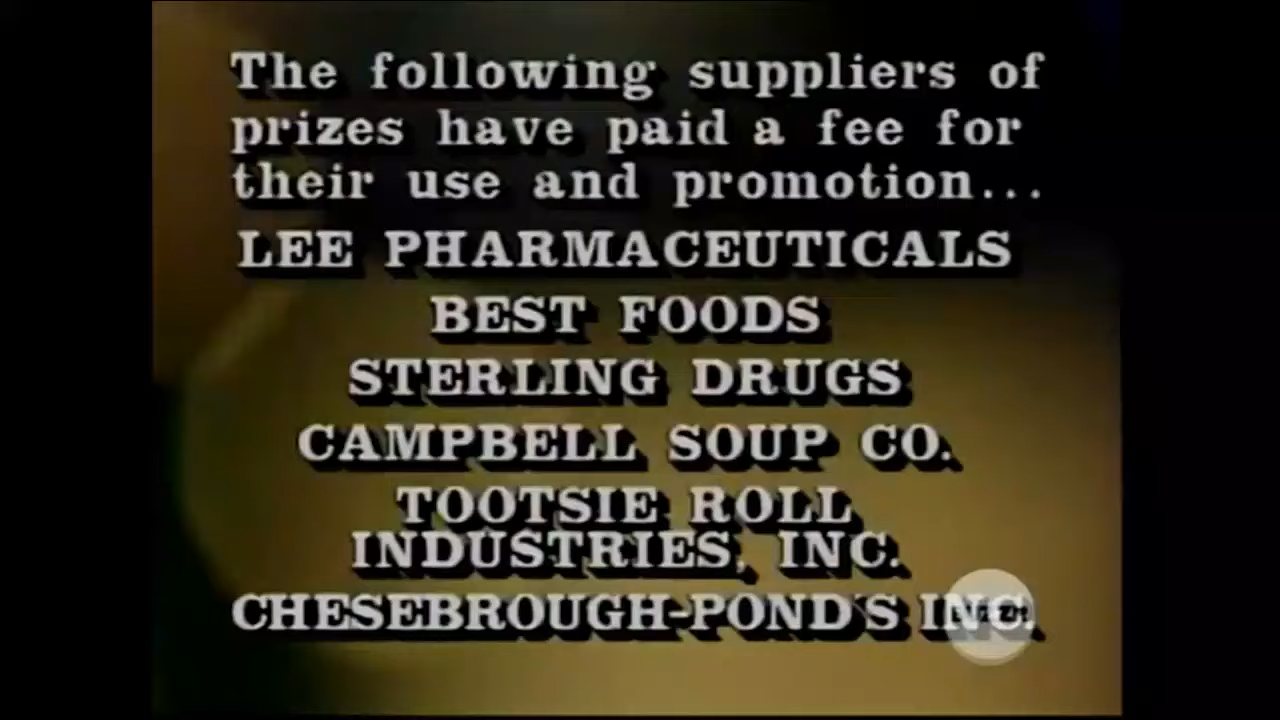 The following suppliers of
prizes have paid a fee for
their use and promotion...
LEE PHARMACEUTICALS
BEST FOODS
STERLING DRUGS
CAMPBELL SOUP CO.
TOOTSIE ROLL
INDUSTRIES, INC.
CHESEBROUGH-POND'S INC.
BUZZR